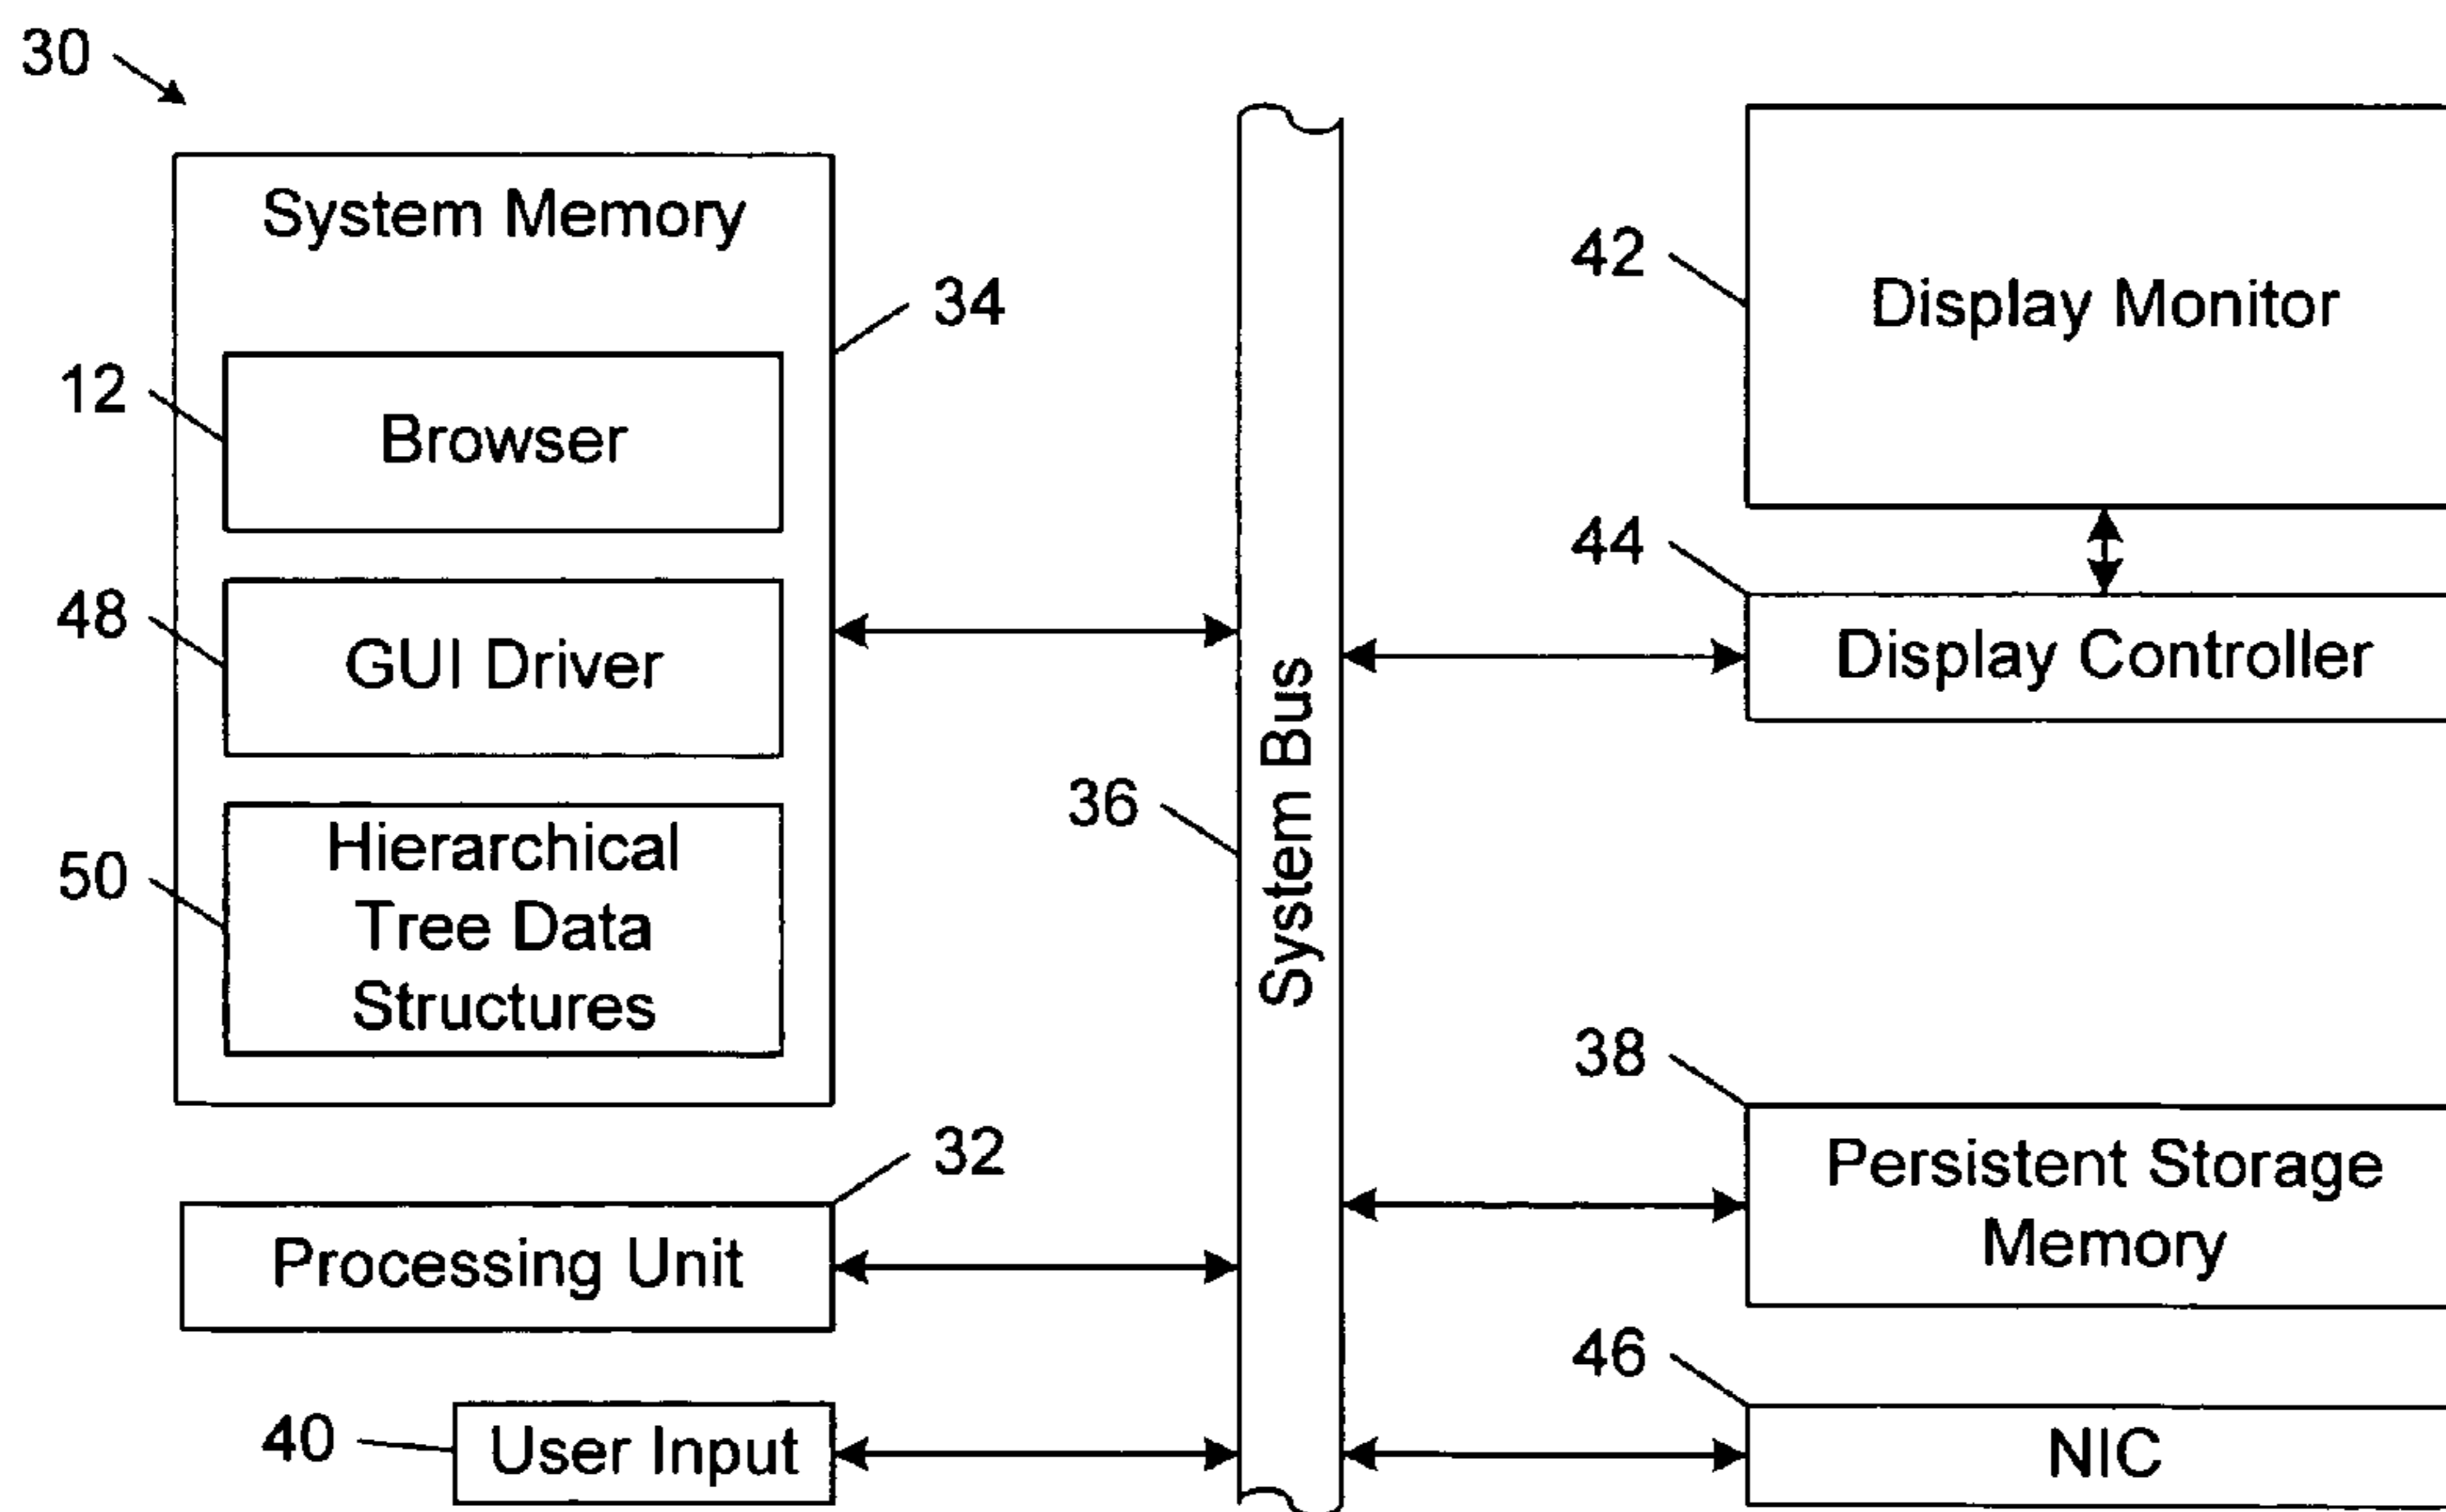 30
System Memory
34
12
Browser
48
GUI Driver
50
Hierarchical
Tree Data
Structures
32
Processing Unit
40
User Input
36
System Bus
42
Display Monitor
44
Display Controller
38
Persistent Storage
Memory
46
NIC